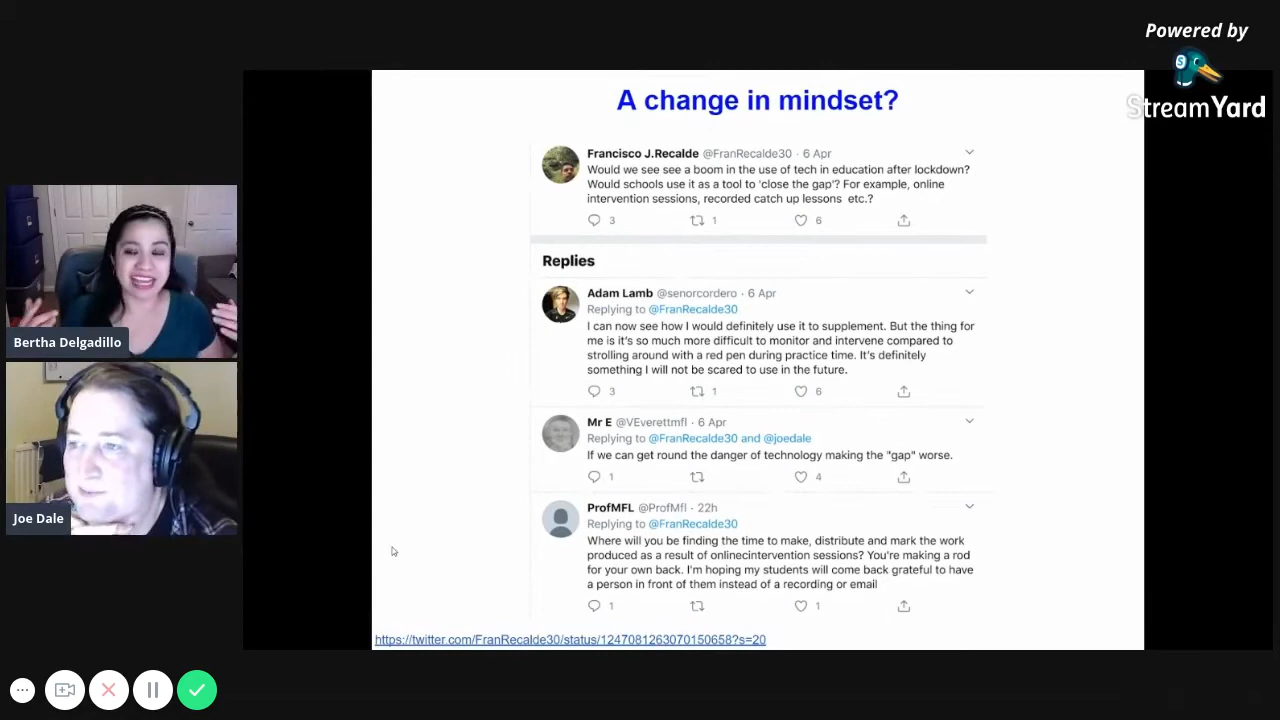 Powered by
StreamYard
A change in mindset?
Francisco J.Recalde @FranRecalde30 · 6 Apr
Would we see see a boom in the use of tech in education after lockdown?
Would schools use it as a tool to 'close the gap'? For example, online
intervention sessions, recorded catch up lessons etc.?
3 1 6
Replies
Adam Lamb @senorcordero · 6 Apr
Replying to @FranRecalde30
I can now see how I would definitely use it to supplement. But the thing for
me is it's so much more difficult to monitor and intervene compared to
strolling around with a red pen during practice time. It's definitely
something I will not be scared to use in the future.
3 1 6
Mr E @VEverettmfl · 6 Apr
Replying to @FranRecalde30 and @joedale
If we can get round the danger of technology making the "gap" worse.
1 4
ProfMFL @ProfMfl · 22h
Replying to @FranRecalde30
Where will you be finding the time to make, distribute and mark the work
produced as a result of onlinecintervention sessions? You're making a rod
for your own back. I'm hoping my students will come back grateful to have
a person in front of them instead of a recording or email
1 1
https://twitter.com/FranRecalde30/status/1247081263070150658?s=20
Bertha Delgadillo
Joe Dale